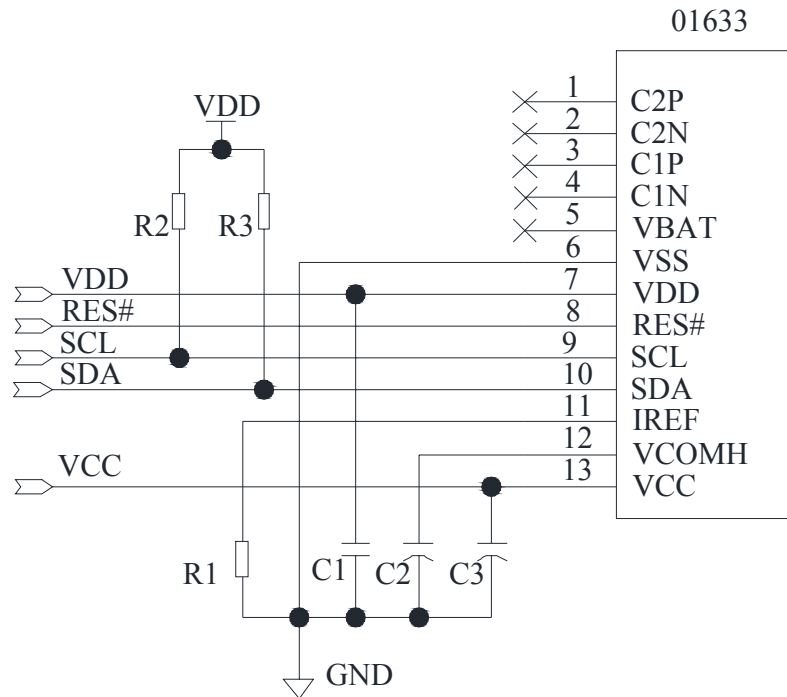 01633
1 C2P
2 C2N
3 C1P
4 C1N
5 VBAT
6 VSS
7 VDD
8 RES#
9 SCL
10 SDA
11 IREF
12 VCOMH
13 VCC
VDD
R2 R3
VDD
RES#
SCL
SDA
VCC
R1 C1 C2 C3
GND